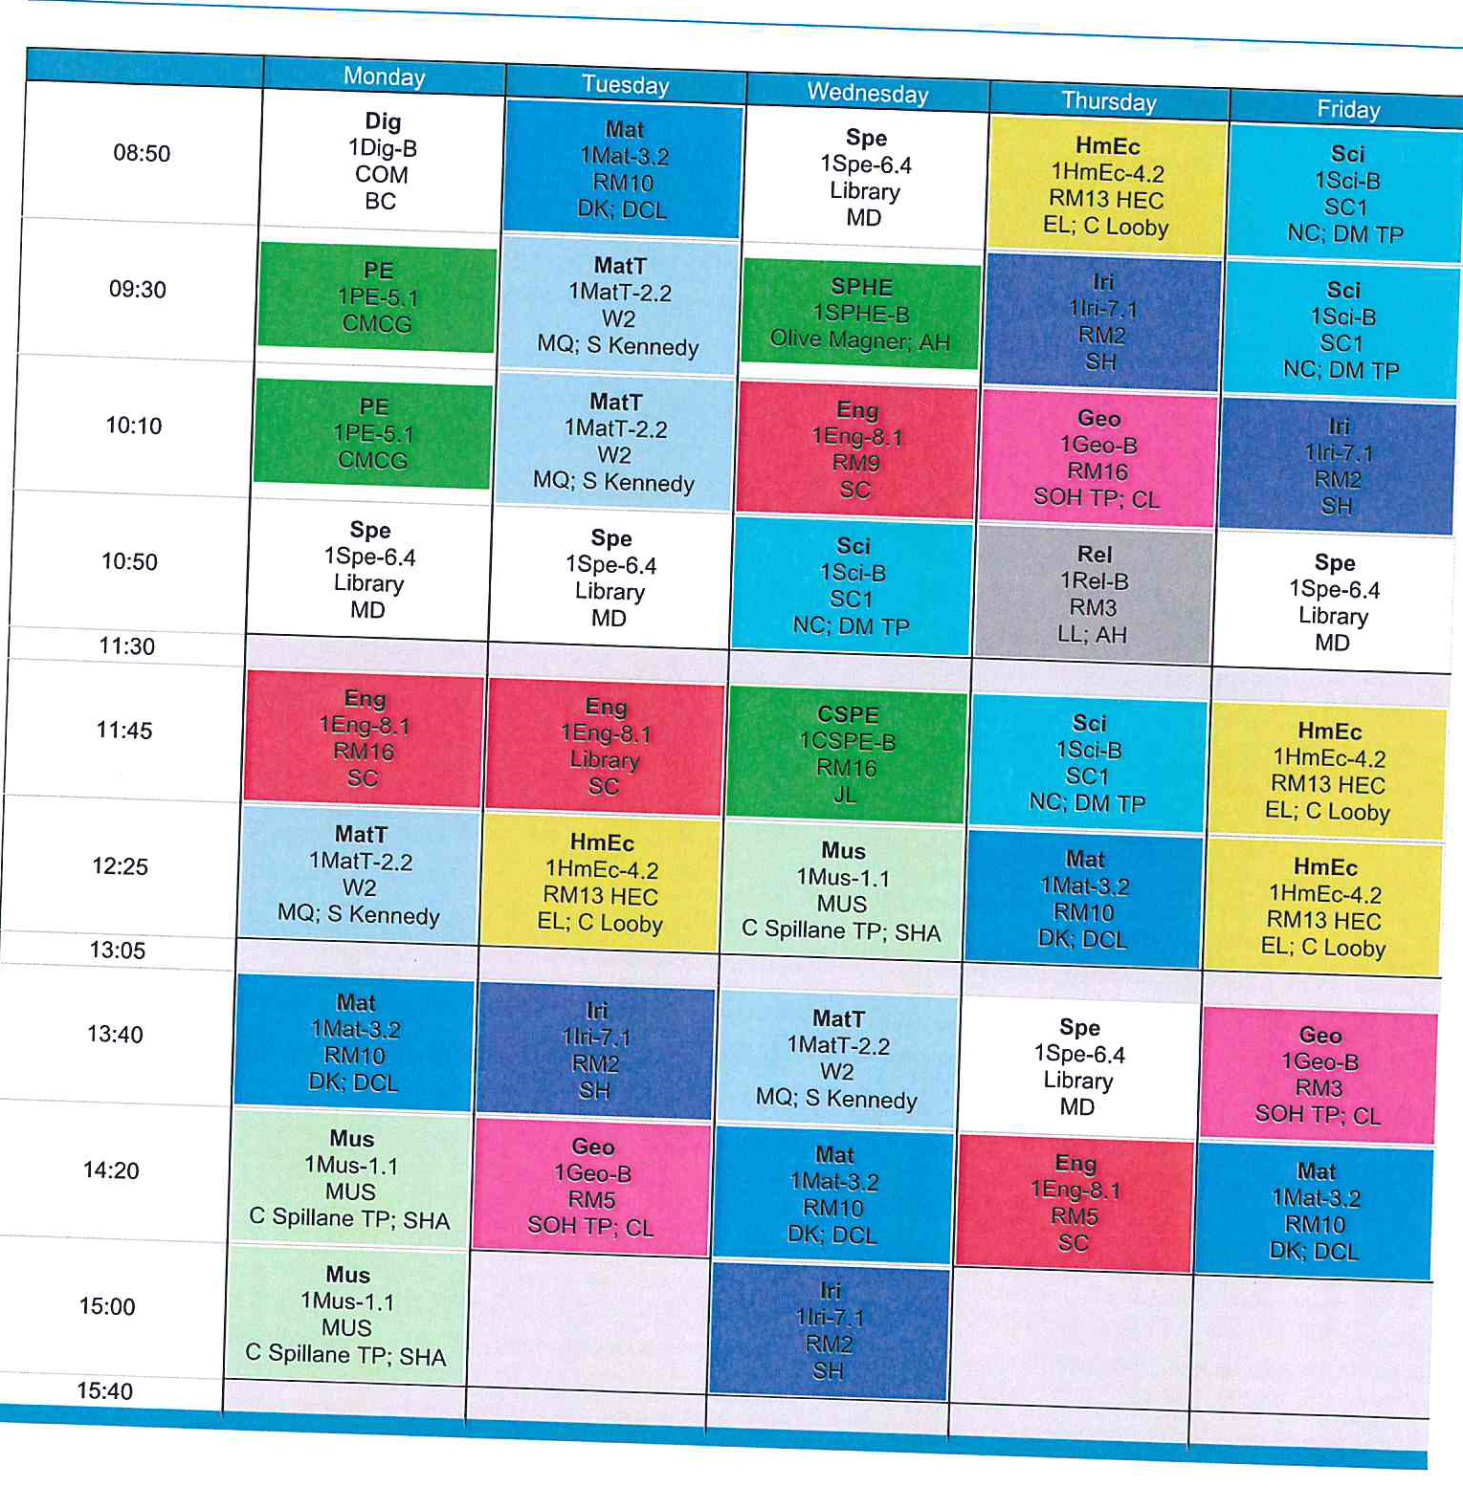 Monday Tuesday Wednesday Thursday Friday
08:50
Dig
1Dig-B
COM
BC
Mat
1Mat-3.2
RM10
DK; DCL
Spe
1Spe-6.4
Library
MD
HmEc
1HmEc-4.2
RM13 HEC
EL; C Looby
Sci
1Sci-B
SC1
NC; DM TP
09:30
PE
1PE-5.1
CMCG
MatT
1MatT-2.2
W2
MQ; S Kennedy
SPHE
1SPHE-B
Olive Magner; AH
Iri
1Iri-7.1
RM2
SH
Sci
1Sci-B
SC1
NC; DM TP
10:10
PE
1PE-5.1
CMCG
MatT
1MatT-2.2
W2
MQ; S Kennedy
Eng
1Eng-8.1
RM9
SC
Geo
1Geo-B
RM16
SOH TP; CL
Iri
1Iri-7.1
RM2
SH
10:50
Spe
1Spe-6.4
Library
MD
Spe
1Spe-6.4
Library
MD
Sci
1Sci-B
SC1
NC; DM TP
Rel
1Rel-B
RM3
LL; AH
Spe
1Spe-6.4
Library
MD
11:30
11:45
Eng
1Eng-8.1
RM16
SC
Eng
1Eng-8.1
Library
SC
CSPE
1CSPE-B
RM16
JL
Sci
1Sci-B
SC1
NC; DM TP
HmEc
1HmEc-4.2
RM13 HEC
EL; C Looby
12:25
MatT
1MatT-2.2
W2
MQ; S Kennedy
HmEc
1HmEc-4.2
RM13 HEC
EL; C Looby
Mus
1Mus-1.1
MUS
C Spillane TP; SHA
Mat
1Mat-3.2
RM10
DK; DCL
HmEc
1HmEc-4.2
RM13 HEC
EL; C Looby
13:05
13:40
Mat
1Mat-3.2
RM10
DK; DCL
Iri
1Iri-7.1
RM2
SH
MatT
1MatT-2.2
W2
MQ; S Kennedy
Spe
1Spe-6.4
Library
MD
Geo
1Geo-B
RM3
SOH TP; CL
14:20
Mus
1Mus-1.1
MUS
C Spillane TP; SHA
Geo
1Geo-B
RM5
SOH TP; CL
Mat
1Mat-3.2
RM10
DK; DCL
Eng
1Eng-8.1
RM5
SC
Mat
1Mat-3.2
RM10
DK; DCL
15:00
Mus
1Mus-1.1
MUS
C Spillane TP; SHA
Iri
1Iri-7.1
RM2
SH
15:40